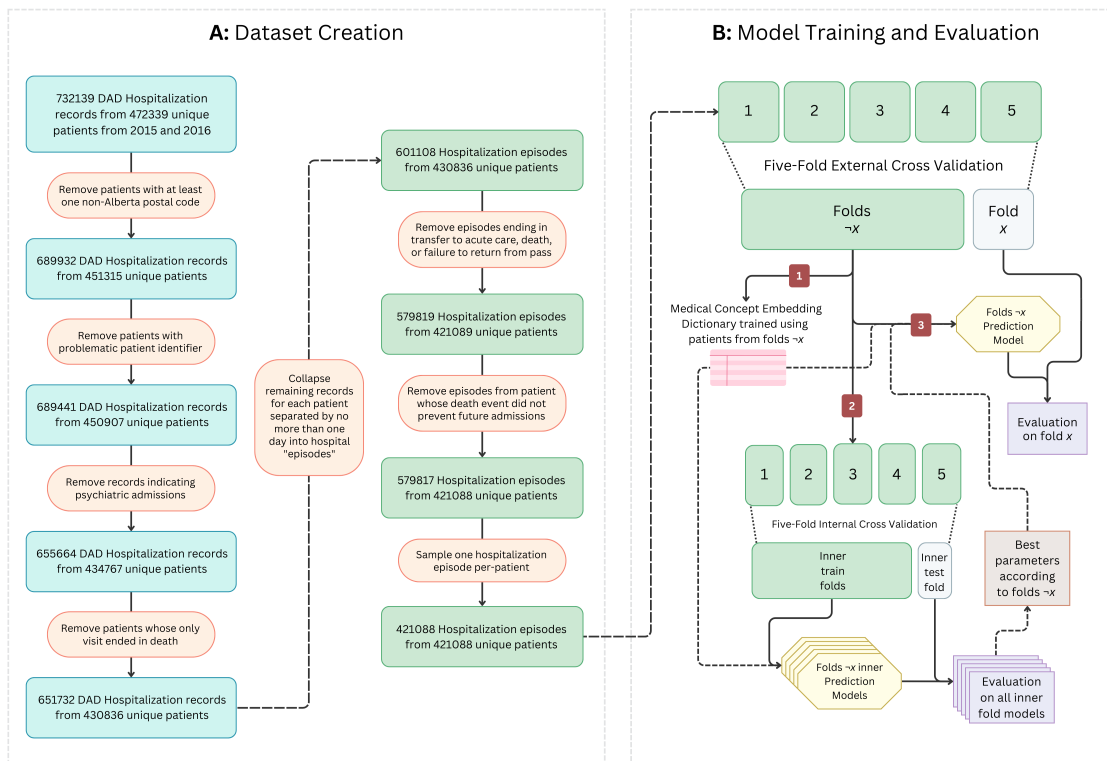 A: Dataset Creation
732139 DAD Hospitalization
records from 472339 unique
patients from 2015 and 2016
Remove patients with at least
one non-Alberta postal code
689932 DAD Hospitalization records
from 451315 unique patients
Remove patients with
problematic patient identifier
689441 DAD Hospitalization records
from 450907 unique patients
Remove records indicating
psychiatric admissions
655664 DAD Hospitalization records
from 434767 unique patients
Remove patients whose only
visit ended in death
651732 DAD Hospitalization records
from 430836 unique patients
Collapse
remaining records
for each patient
separated by no
more than one
day into hospital
"episodes"
601108 Hospitalization episodes
from 430836 unique patients
Remove episodes ending in
transfer to acute care, death,
or failure to return from pass
579819 Hospitalization episodes
from 421089 unique patients
Remove episodes from patient
whose death event did not
prevent future admissions
579817 Hospitalization episodes
from 421088 unique patients
Sample one hospitalization
episode per-patient
421088 Hospitalization episodes
from 421088 unique patients
B: Model Training and Evaluation
1 2 3 4 5
Five-Fold External Cross Validation
Folds
¬x
Fold
x
1
Medical Concept Embedding
Dictionary trained using
patients from folds ¬x
3
Folds ¬x
Prediction
Model
2
Evaluation
on fold x
1 2 3 4 5
Five-Fold Internal Cross Validation
Inner
train
folds
Inner
test
fold
Best
parameters
according
to folds ¬x
Folds ¬x inner
Prediction
Models
Evaluation
on all inner
fold models